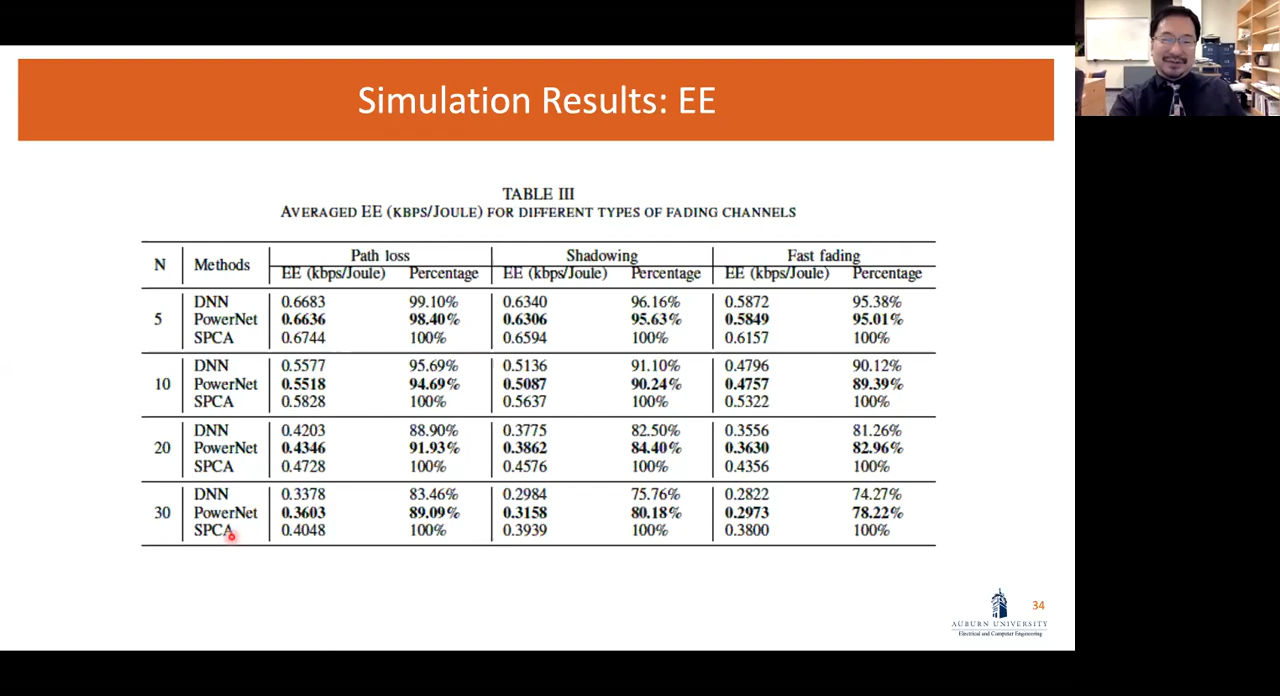 Simulation Results: EE
TABLE III
AVERAGED EE (KBPS/JOULE) FOR DIFFERENT TYPES OF FADING CHANNELS
N Methods Path loss Shadowing Fast fading
EE (kbps/Joule) Percentage EE (kbps/Joule) Percentage EE (kbps/Joule) Percentage
DNN 0.6683 99.10% 0.6340 96.16% 0.5872 95.38%
5 PowerNet 0.6636 98.40% 0.6306 95.63% 0.5849 95.01%
SPCA 0.6744 100% 0.6594 100% 0.6157 100%
DNN 0.5577 95.69% 0.5136 91.10% 0.4796 90.12%
10 PowerNet 0.5518 94.69% 0.5087 90.24% 0.4757 89.39%
SPCA 0.5828 100% 0.5637 100% 0.5322 100%
DNN 0.4203 88.90% 0.3775 82.50% 0.3556 81.26%
20 PowerNet 0.4346 91.93% 0.3862 84.40% 0.3630 82.96%
SPCA 0.4728 100% 0.4576 100% 0.4356 100%
DNN 0.3378 83.46% 0.2984 75.76% 0.2822 74.27%
30 PowerNet 0.3603 89.09% 0.3158 80.18% 0.2973 78.22%
SPCA 0.4048 100% 0.3939 100% 0.3800 100%
34
AUBURN UNIVERSITY
Electrical and Computer Engineering